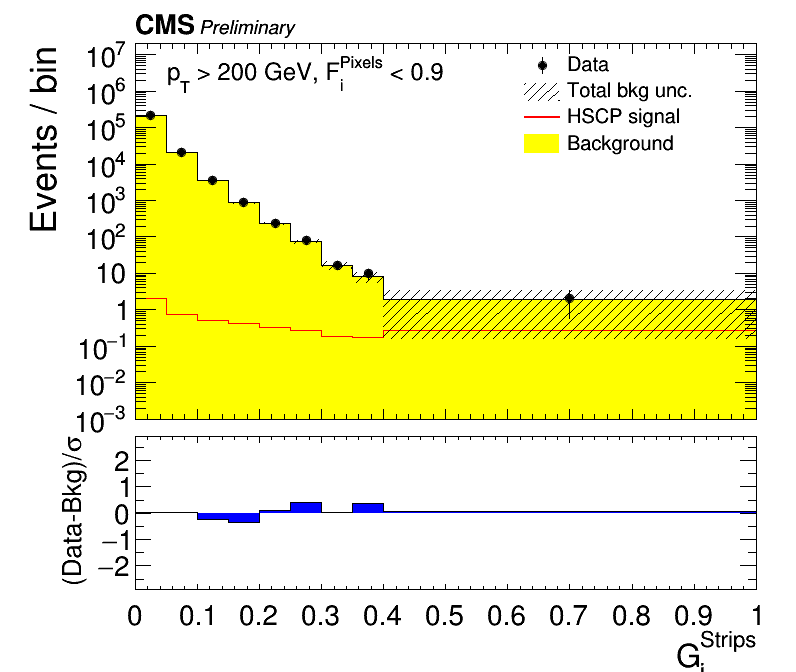 CMS Preliminary
Events / bin
10^7
10^6
10^5
10^4
10^3
10^2
10
1
10^−1
10^−2
10^−3
p_T > 200 GeV, F_i^Pixels < 0.9
Data
Total bkg unc.
HSCP signal
Background
(Data-Bkg)/σ
2
1
0
−1
−2
0 0.1 0.2 0.3 0.4 0.5 0.6 0.7 0.8 0.9 1
G_i^Strips